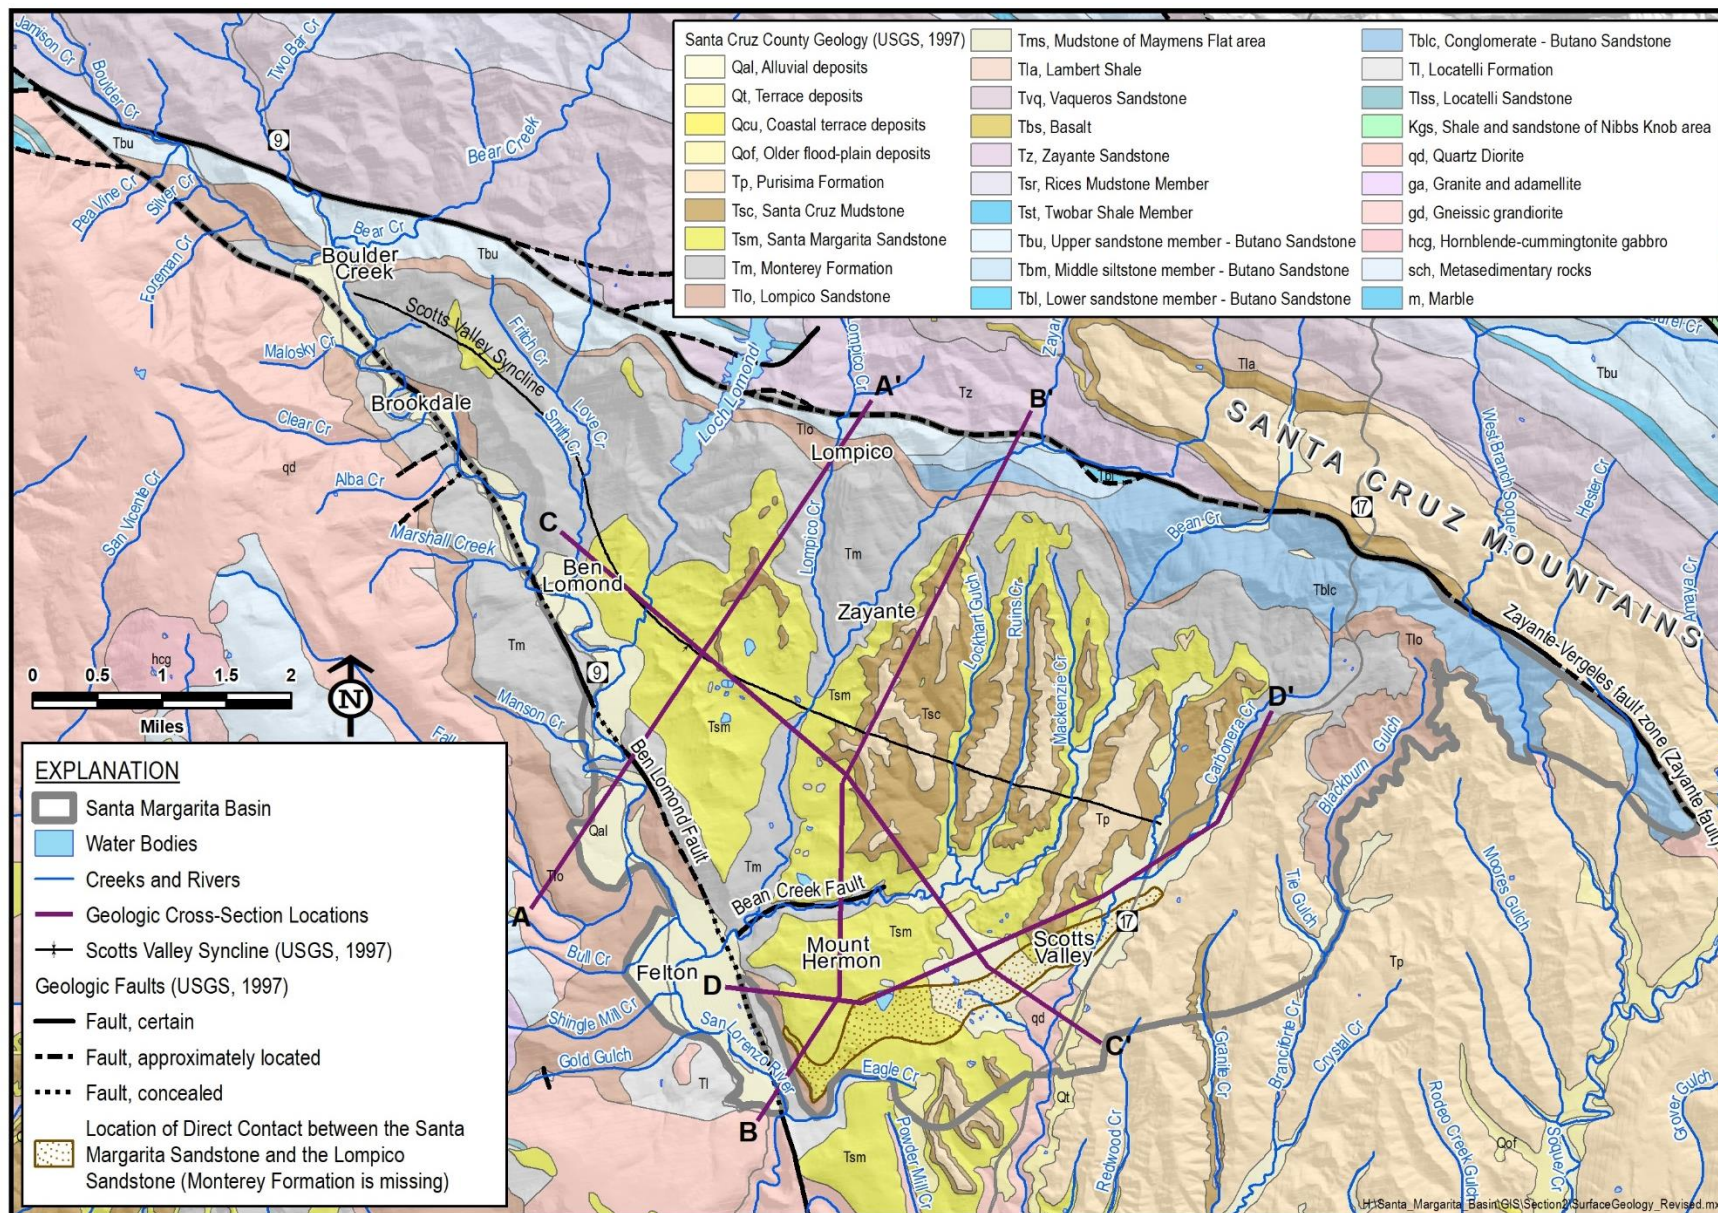 Santa Cruz County Geology (USGS, 1997)
Qal, Alluvial deposits
Qt, Terrace deposits
Qcu, Coastal terrace deposits
Qof, Older flood-plain deposits
Tp, Purisima Formation
Tsc, Santa Cruz Mudstone
Tsm, Santa Margarita Sandstone
Tm, Monterey Formation
Tlo, Lompico Sandstone
Tms, Mudstone of Maymens Flat area
Tla, Lambert Shale
Tvq, Vaqueros Sandstone
Tbs, Basalt
Tz, Zayante Sandstone
Tsr, Rices Mudstone Member
Tst, Twobar Shale Member
Tbu, Upper sandstone member - Butano Sandstone
Tbm, Middle siltstone member - Butano Sandstone
Tbl, Lower sandstone member - Butano Sandstone
Tblc, Conglomerate - Butano Sandstone
Tl, Locatelli Formation
Tlss, Locatelli Sandstone
Kgs, Shale and sandstone of Nibbs Knob area
qd, Quartz Diorite
ga, Granite and adamellite
gd, Gneissic grandiorite
hcg, Hornblende-cummingtonite gabbro
sch, Metasedimentary rocks
m, Marble
Jamison Cr
Boulder Cr
Two Bar Cr
9
Bear Creek
Tbu
Pea Vine Cr
Silver Cr
Foreman Cr
Bear Cr
Tbu
Boulder
Creek
Scotts Valley Syncline
Fritch Cr
Malosky Cr
Brookdale
Clear Cr
Love Cr
Smith Cr
Loch Lomond
Lompico Cr
A'
Tz
B'
Tlo
Lompico
Tla
Tbu
SANTA CRUZ MOUNTAINS
17
Hester Cr
Amaya Cr
qd
Alba Cr
San Vicente Cr
Marshall Creek
C
Ben
Lomond
Lompico Cr
Tm
Bean Cr
Tblc
Zayante
Lockhart Gulch
Ruins Cr
Mackenzie Cr
Zayante-Vergeles fault zone (Zayante fault)
Tlo
hcg
Tm
9
Tsm
Tsm
Tsc
D'
Carbonera Cr
Blackburn Gulch
0 0.5 1 1.5 2
Miles
N
Manson Cr
Ben Lomond Fault
Qal
Tlo
Tm
Tp
Bean Creek Fault
Tie Gulch
Moores Gulch
A
Bull Cr
Mount
Hermon
Tsm
Scotts
Valley
17
Tp
Felton
D
Shingle Mill Cr
San Lorenzo River
Gold Gulch
Tl
Eagle Cr
qd
C'
B
Qt
Granite Cr
Branciforte Cr
Crystal Cr
Tsm
Powder Mill Cr
Redwood Cr
Rodeo Creek Gulch
Qof
Grover Gulch
EXPLANATION
Santa Margarita Basin
Water Bodies
Creeks and Rivers
Geologic Cross-Section Locations
Scotts Valley Syncline (USGS, 1997)
Geologic Faults (USGS, 1997)
Fault, certain
Fault, approximately located
Fault, concealed
Location of Direct Contact between the Santa
Margarita Sandstone and the Lompico
Sandstone (Monterey Formation is missing)